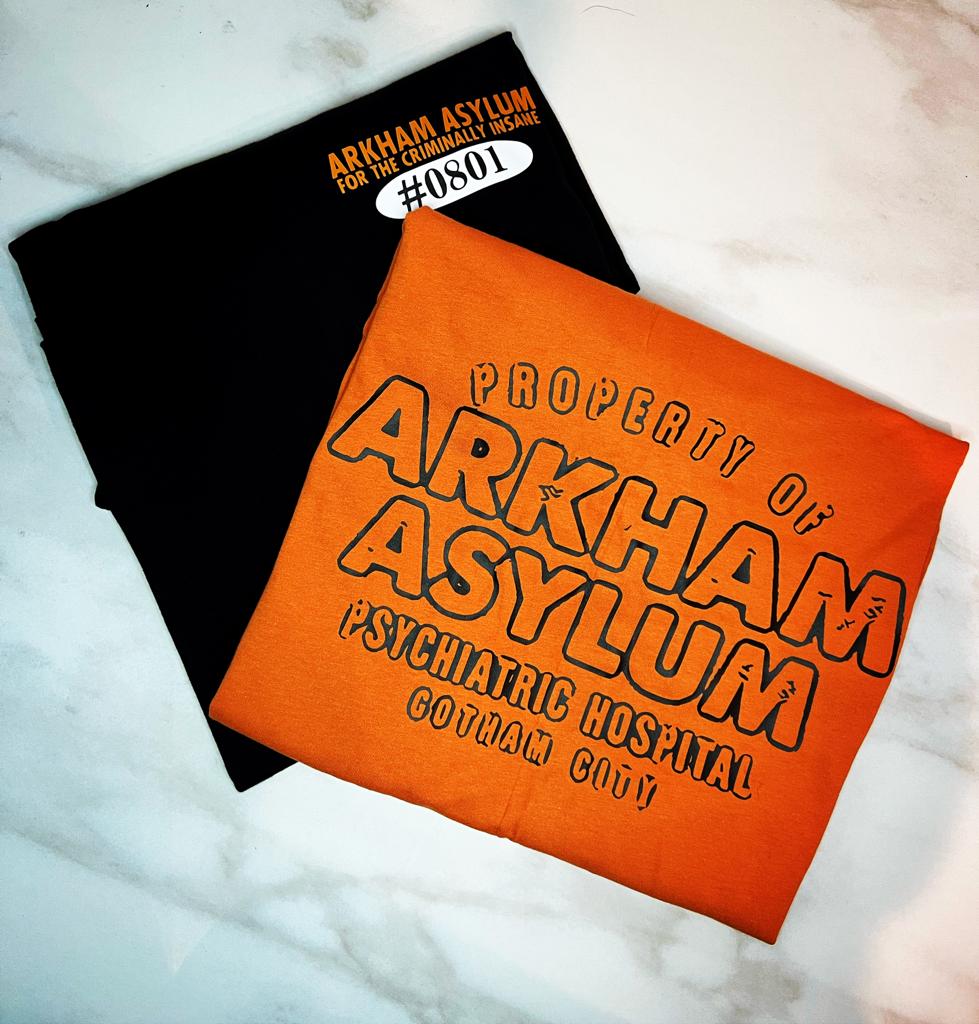 ARKHAM ASYLUM
FOR THE CRIMINALLY INSANE
#0801
PROPERTY OF
ARKHAM
ASYLUM
PSYCHIATRIC HOSPITAL
GOTHAM CITY